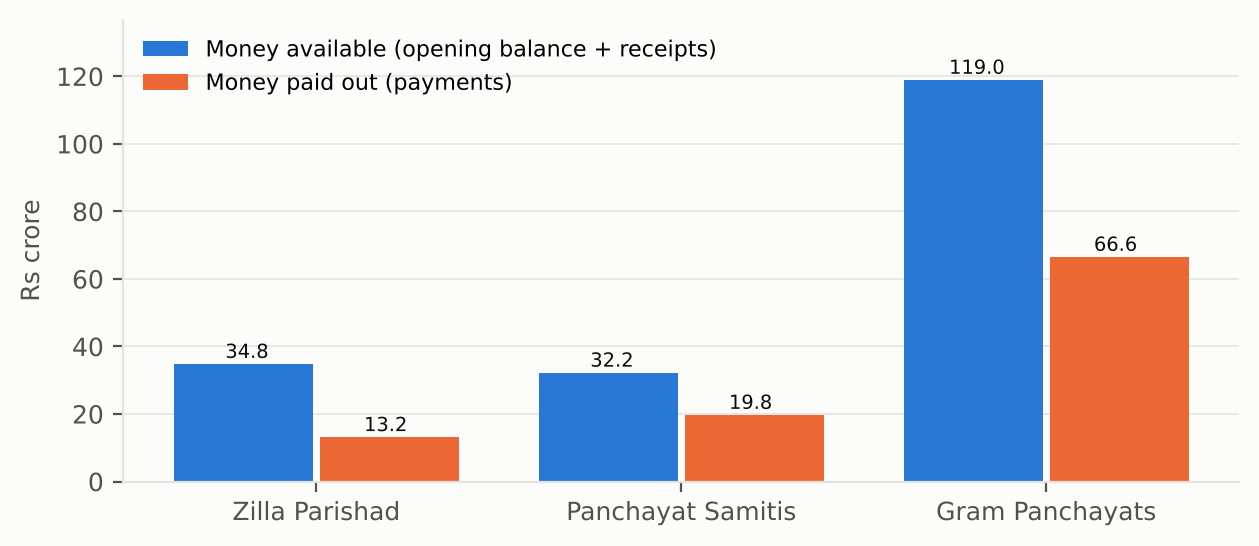 Money available (opening balance + receipts)
Money paid out (payments)
Rs crore
120
100
80
60
40
20
0
34.8
13.2
32.2
19.8
119.0
66.6
Zilla Parishad
Panchayat Samitis
Gram Panchayats